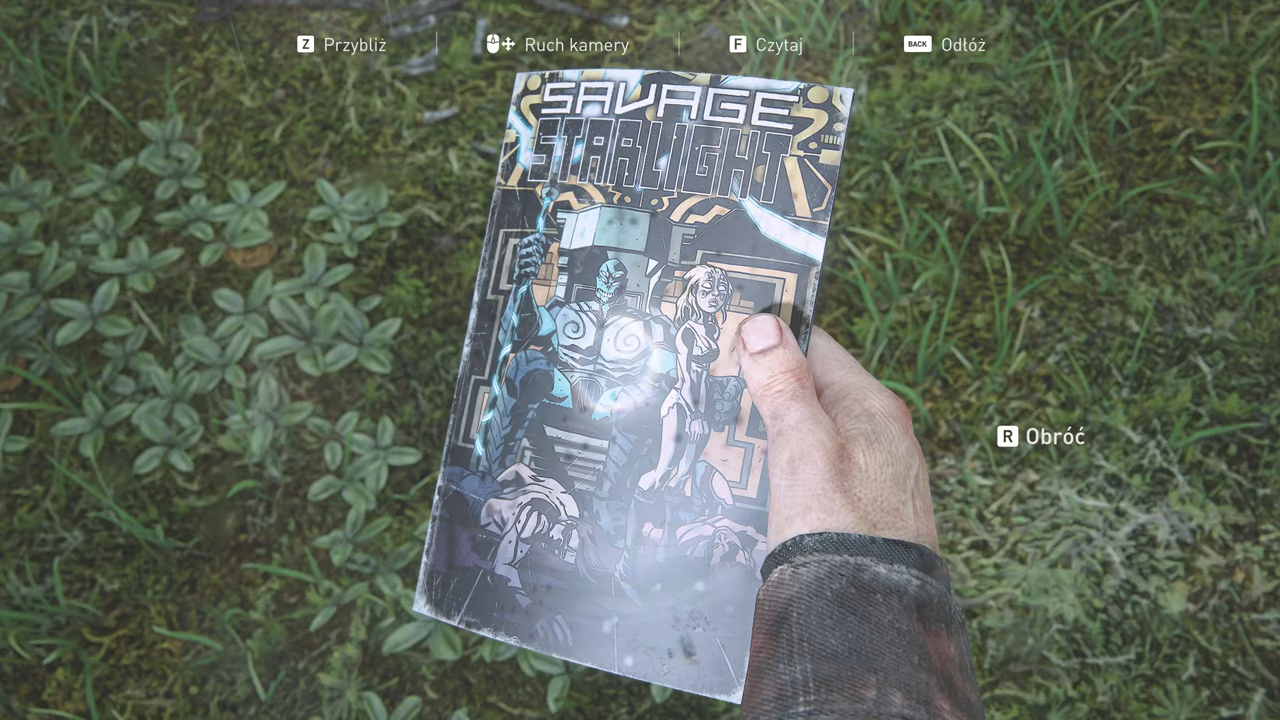 Z Przybliż
Ruch kamery
F Czytaj
BACK Odłóż
SAVAGE
STARLIGHT
R Obróć